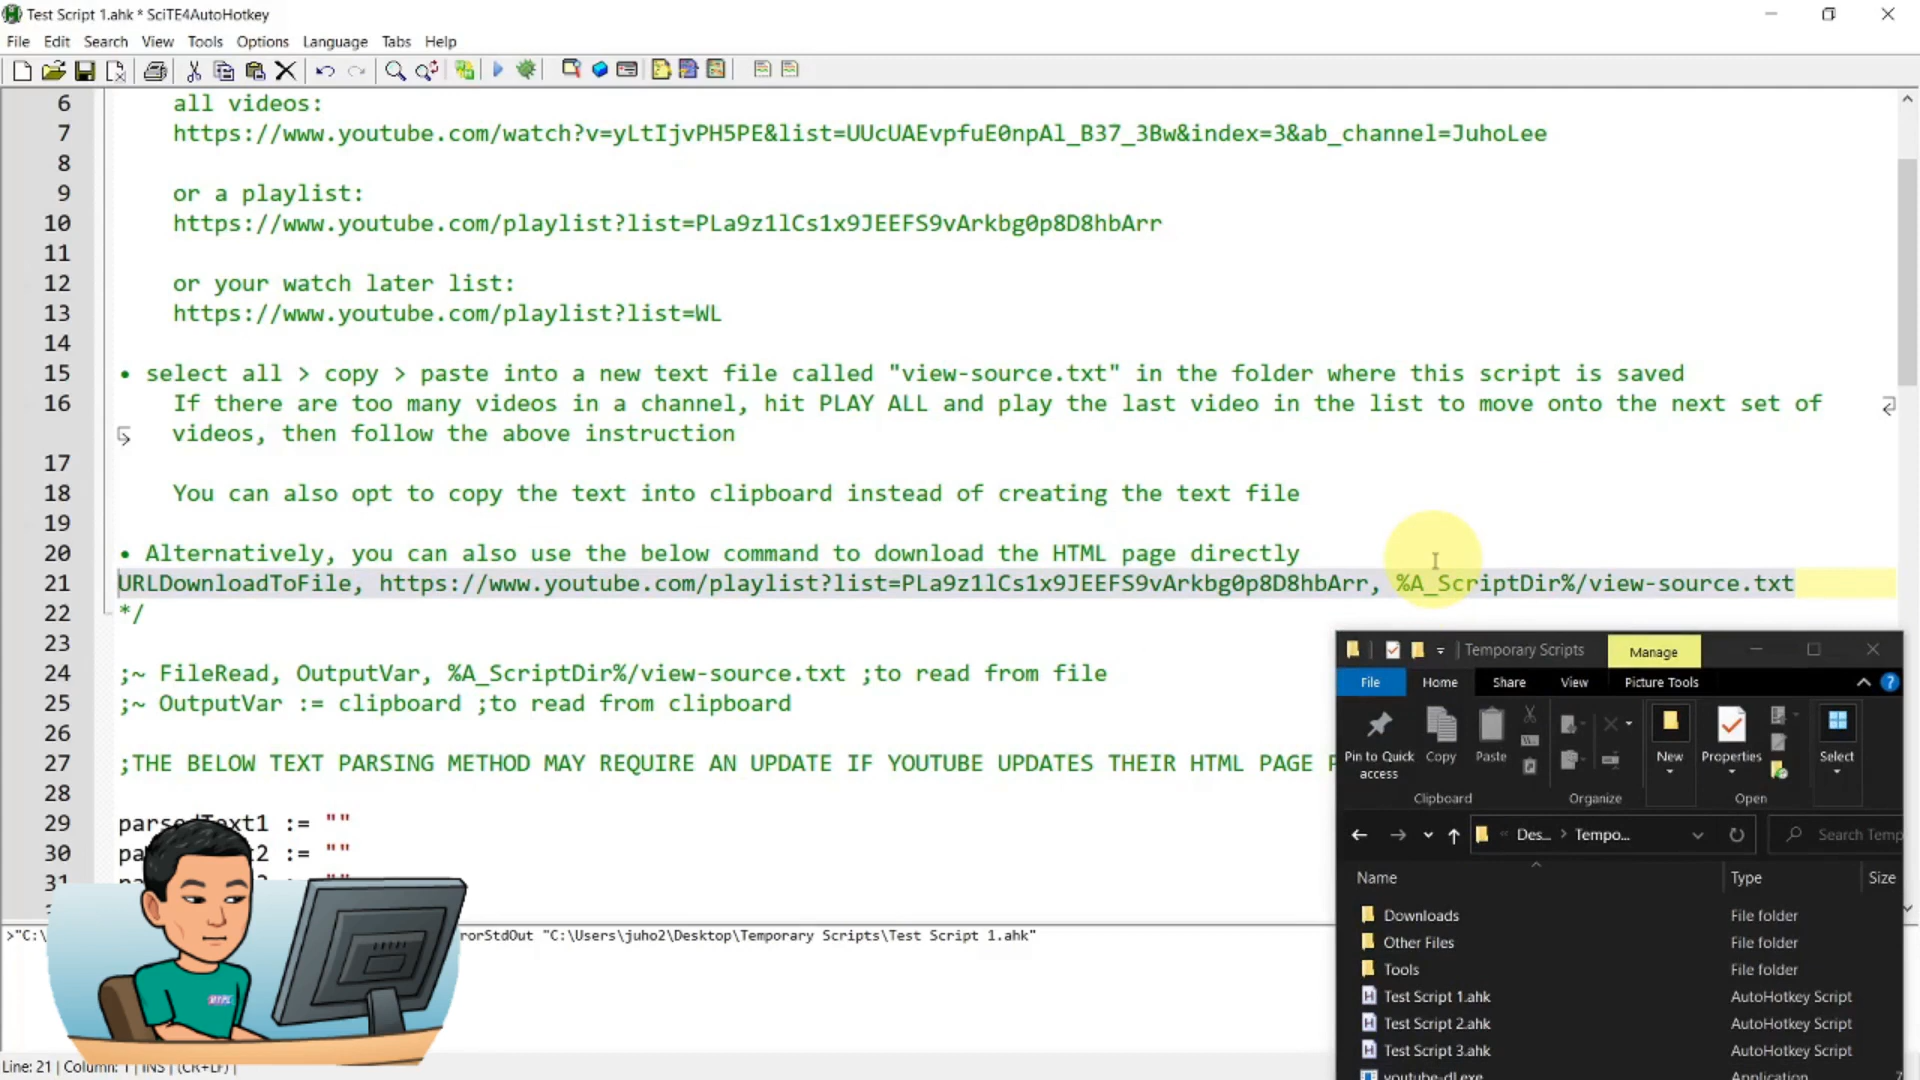 Test Script 1.ahk * SciTE4AutoHotkey
File Edit Search View Tools Options Language Tabs Help
6 all videos:
7 https://www.youtube.com/watch?v=yLtIjvPH5PE&list=UUcUAEvpfuE0npAl_B37_3Bw&index=3&ab_channel=JuhoLee
8
9 or a playlist:
10 https://www.youtube.com/playlist?list=PLa9z1lCs1x9JEEFS9vArkbg0p8D8hbArr
11
12 or your watch later list:
13 https://www.youtube.com/playlist?list=WL
14
15 • select all > copy > paste into a new text file called "view-source.txt" in the folder where this script is saved
16 If there are too many videos in a channel, hit PLAY ALL and play the last video in the list to move onto the next set of
videos, then follow the above instruction
17
18 You can also opt to copy the text into clipboard instead of creating the text file
19
20 • Alternatively, you can also use the below command to download the HTML page directly
21 URLDownloadToFile, https://www.youtube.com/playlist?list=PLa9z1lCs1x9JEEFS9vArkbg0p8D8hbArr, %A_ScriptDir%/view-source.txt
22 */
23
24 ;~ FileRead, OutputVar, %A_ScriptDir%/view-source.txt ;to read from file
25 ;~ OutputVar := clipboard ;to read from clipboard
26
27 ;THE BELOW TEXT PARSING METHOD MAY REQUIRE AN UPDATE IF YOUTUBE UPDATES THEIR HTML PAGE
28
29 parsedText1 := ""
30 := ""
31
>"C:\ "C:\Users\juho2\Desktop\Temporary Scripts\Test Script 1.ahk"
Line: 21 | Column: 1 | INS | (CR+LF) |
Temporary Scripts Manage
File Home Share View Picture Tools
Pin to Quick access Copy Paste New Properties Select
Clipboard Organize Open
Des... Tempo... Search Temp
Name Type Size
Downloads File folder
Other Files File folder
Tools File folder
Test Script 1.ahk AutoHotkey Script
Test Script 2.ahk AutoHotkey Script
Test Script 3.ahk AutoHotkey Script
youtube-dl.exe Application 7